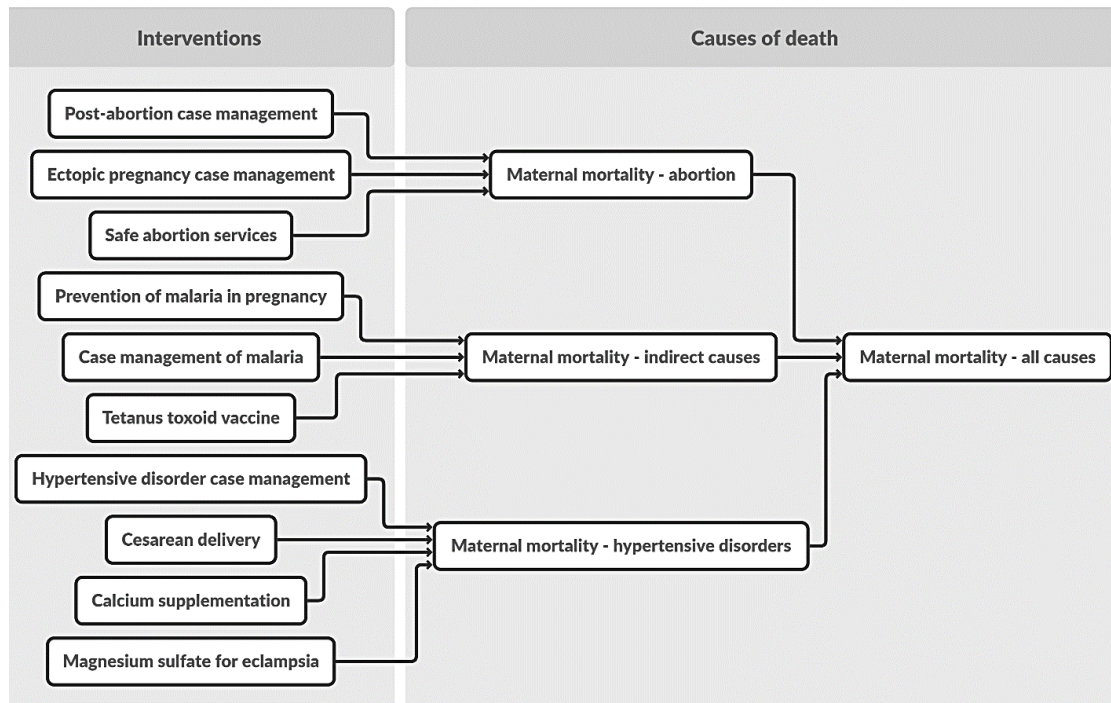 Interventions
Causes of death
Post-abortion case management
Ectopic pregnancy case management
Maternal mortality - abortion
Safe abortion services
Prevention of malaria in pregnancy
Case management of malaria
Maternal mortality - indirect causes
Maternal mortality - all causes
Tetanus toxoid vaccine
Hypertensive disorder case management
Cesarean delivery
Maternal mortality - hypertensive disorders
Calcium supplementation
Magnesium sulfate for eclampsia